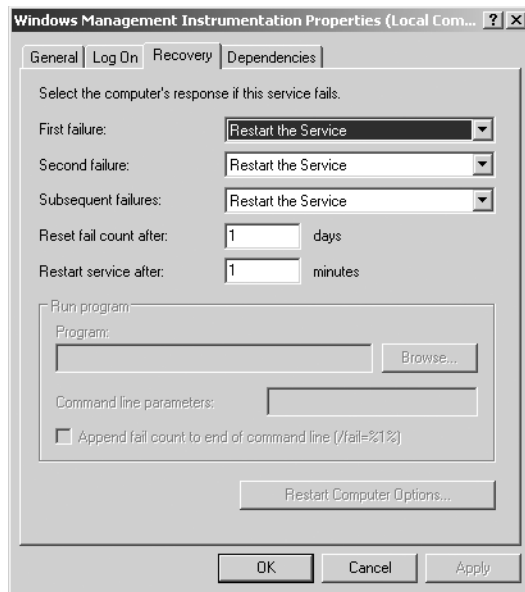 Windows Management Instrumentation Properties (Local Com...
General Log On Recovery Dependencies
Select the computer's response if this service fails.
First failure: Restart the Service
Second failure: Restart the Service
Subsequent failures: Restart the Service
Reset fail count after: 1 days
Restart service after: 1 minutes
Run program
Program:
Browse...
Command line parameters:
Append fail count to end of command line (/fail=%1%)
Restart Computer Options...
OK Cancel Apply